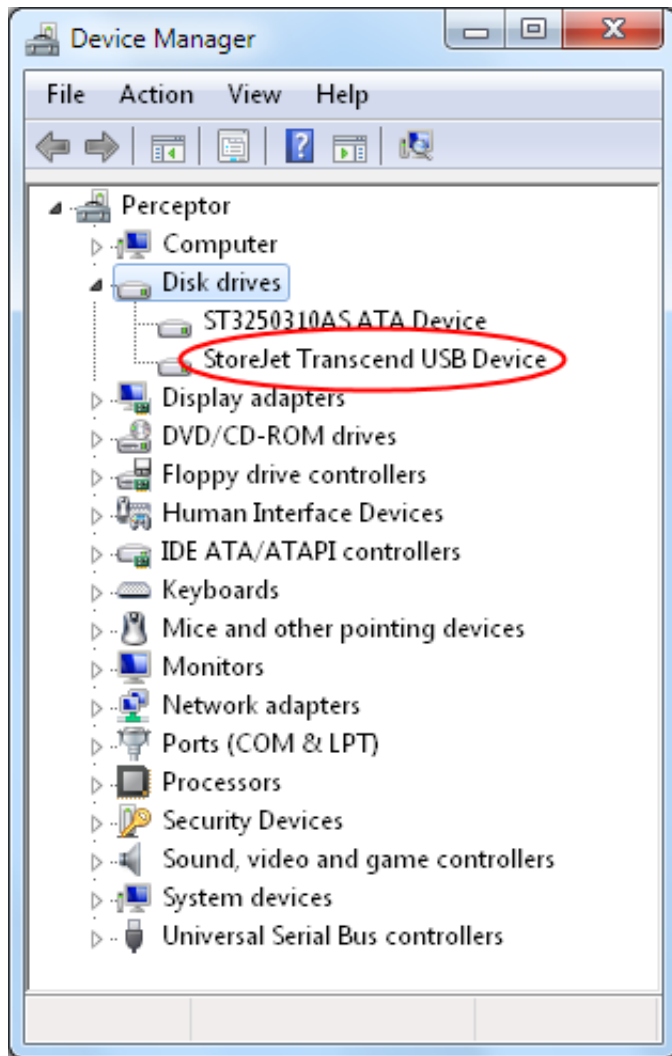 Device Manager
File Action View Help
Perceptor
Computer
Disk drives
ST3250310AS ATA Device
StoreJet Transcend USB Device
Display adapters
DVD/CD-ROM drives
Floppy drive controllers
Human Interface Devices
IDE ATA/ATAPI controllers
Keyboards
Mice and other pointing devices
Monitors
Network adapters
Ports (COM & LPT)
Processors
Security Devices
Sound, video and game controllers
System devices
Universal Serial Bus controllers